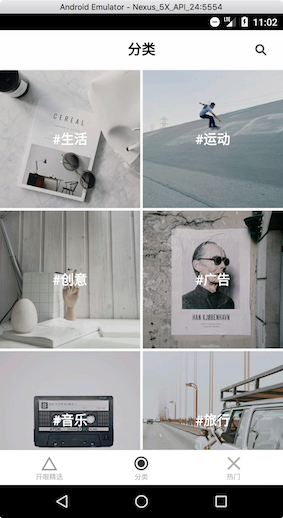 Android Emulator - Nexus_5X_API_24:5554
LTE 11:02
分类
CEREAL
#生活
#运动
#创意
#广告
HAN KJØBENHAVN
#音乐
#旅行
开眼精选
分类
热门